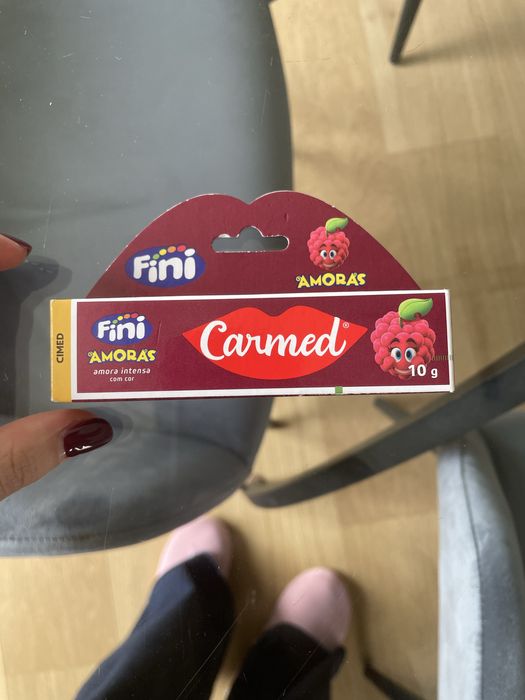 Fini
AMORAS
CIMED
Fini
AMORAS
amora intensa
com cor
Carmed®
10 g